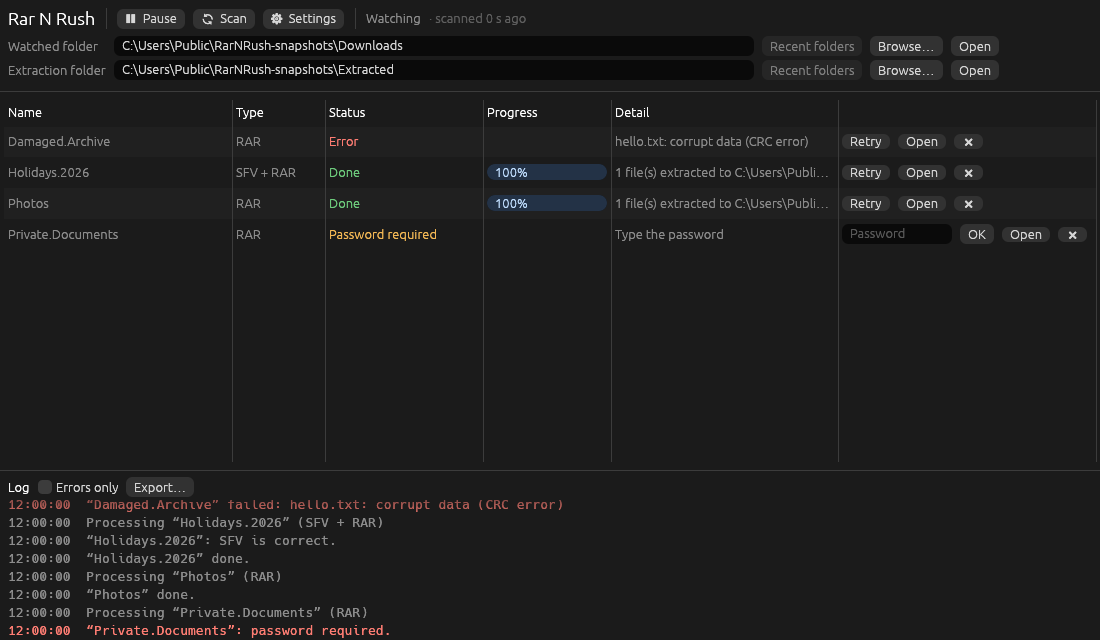 Rar N Rush Pause Scan Settings Watching · scanned 0 s ago
Watched folder C:\Users\Public\RarNRush-snapshots\Downloads Recent folders Browse… Open
Extraction folder C:\Users\Public\RarNRush-snapshots\Extracted Recent folders Browse… Open
Name Type Status Progress Detail
Damaged.Archive RAR Error hello.txt: corrupt data (CRC error) Retry Open ×
Holidays.2026 SFV + RAR Done 100% 1 file(s) extracted to C:\Users\Publi… Retry Open ×
Photos RAR Done 100% 1 file(s) extracted to C:\Users\Publi… Retry Open ×
Private.Documents RAR Password required Type the password Password OK Open ×
Log Errors only Export…
12:00:00 “Damaged.Archive” failed: hello.txt: corrupt data (CRC error)
12:00:00 Processing “Holidays.2026” (SFV + RAR)
12:00:00 “Holidays.2026”: SFV is correct.
12:00:00 “Holidays.2026” done.
12:00:00 Processing “Photos” (RAR)
12:00:00 “Photos” done.
12:00:00 Processing “Private.Documents” (RAR)
12:00:00 “Private.Documents”: password required.